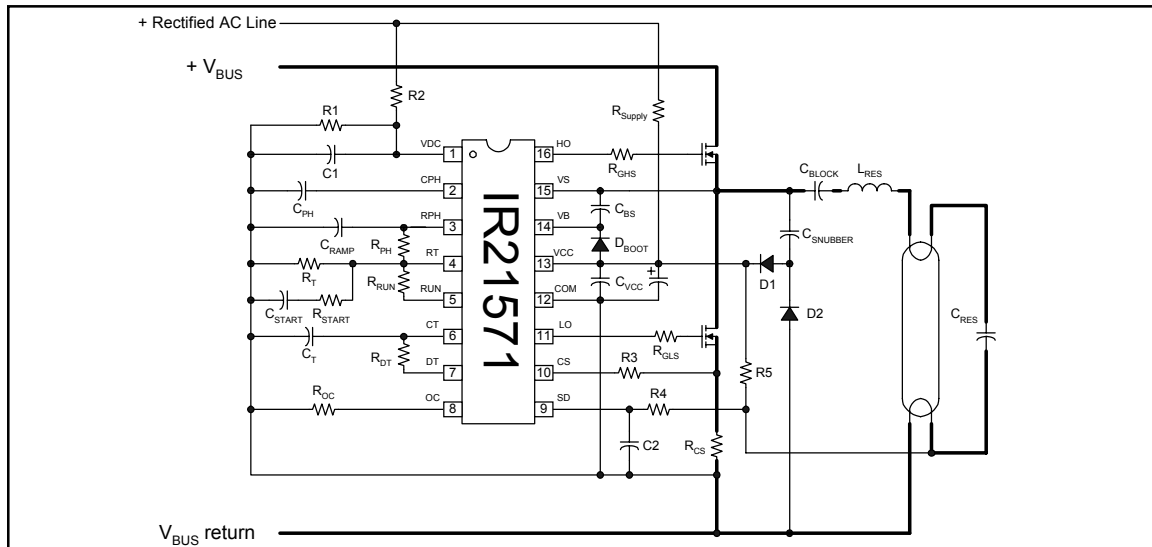 + Rectified AC Line
+ VBUS
R2
R1
RSupply
VDC
1
16
HO
C1
RGHS
CBLOCK
LRES
CPH
2
15
VS
CPH
CBS
RPH
3
14
VB
CRAMP
RPH
DBOOT
CSNUBBER
RT
4
13
VCC
RT
RRUN
CVCC
+
D1
RUN
5
12
COM
CSTART
RSTART
D2
CRES
CT
6
11
LO
CT
RDT
RGLS
DT
7
10
CS
R3
R5
ROC
OC
8
9
SD
R4
C2
RCS
IR21571
VBUS return